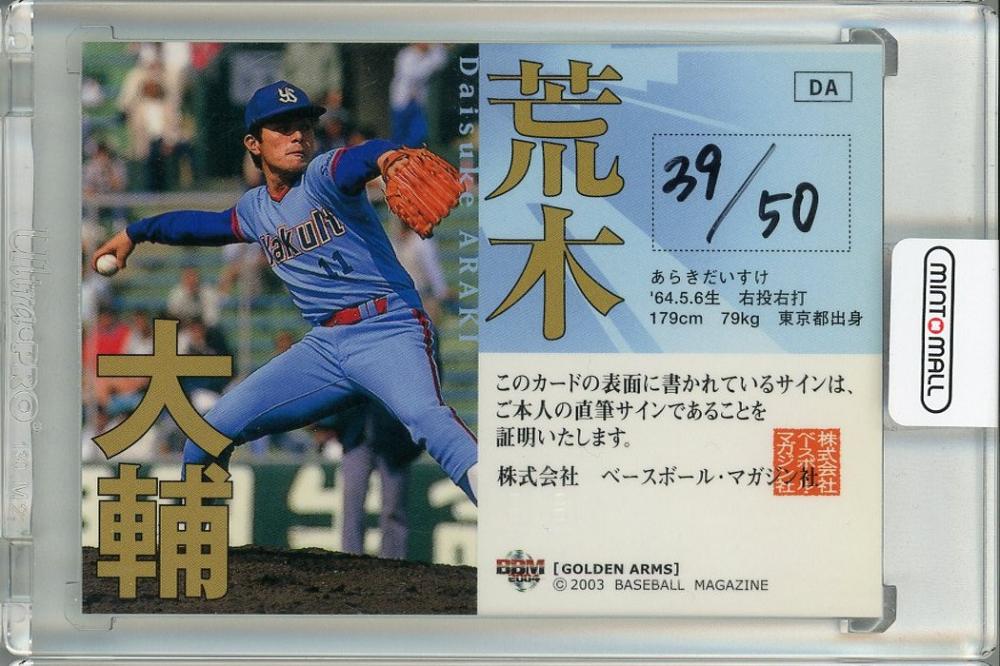 YS
Yakult
11
大輔
Daisuke ARAKI
荒木
DA
39/50
あらきだいすけ
'64.5.6生 右投右打
179cm 79kg 東京都出身
このカードの表面に書かれているサインは、
ご本人の直筆サインであることを
証明いたします。
株式会社 ベースボール・マガジン社
株式会社
ベースボール・
マガジン社
BBM
2004
[GOLDEN ARMS]
©2003 BASEBALL MAGAZINE
MINT MALL
UltraPRO®